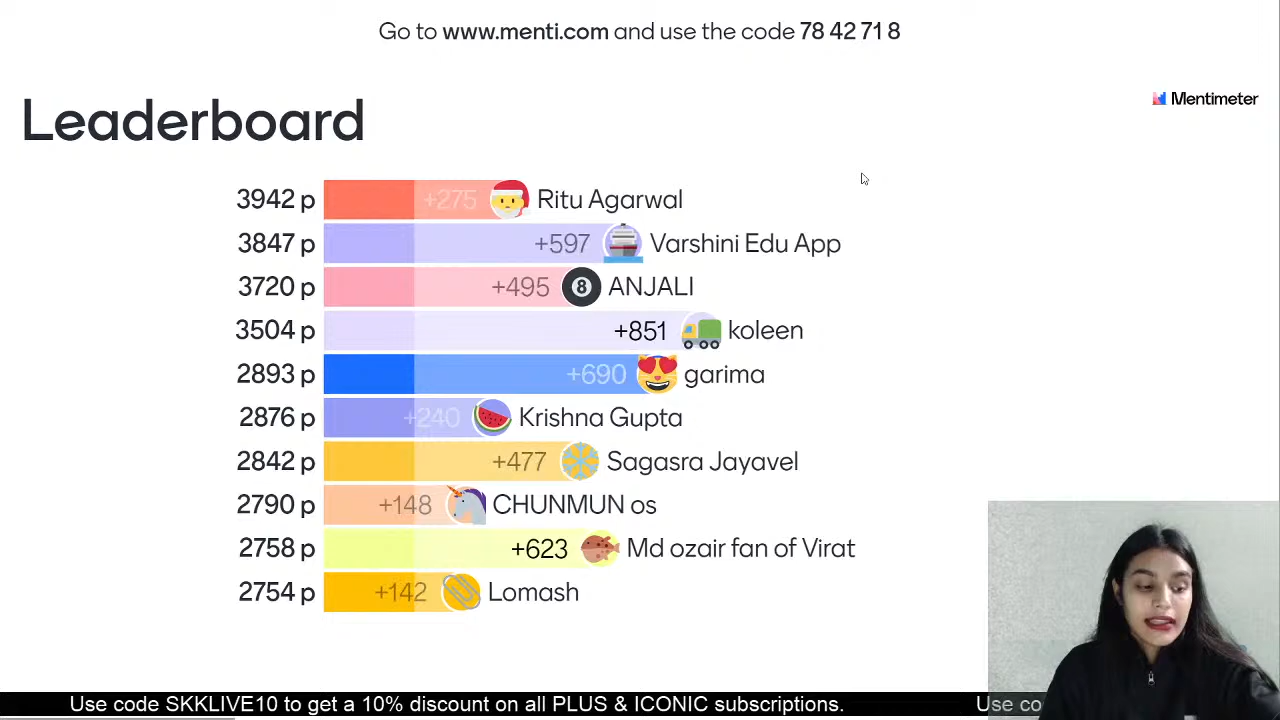 Go to www.menti.com and use the code 78 42 71 8
Mentimeter
Leaderboard
3942 p +275 Ritu Agarwal
3847 p +597 Varshini Edu App
3720 p +495 8 ANJALI
3504 p +851 koleen
2893 p +690 garima
2876 p +240 Krishna Gupta
2842 p +477 Sagasra Jayavel
2790 p +148 CHUNMUN os
2758 p +623 Md ozair fan of Virat
2754 p +142 Lomash
Use code SKKLIVE10 to get a 10% discount on all PLUS & ICONIC subscriptions. Use co